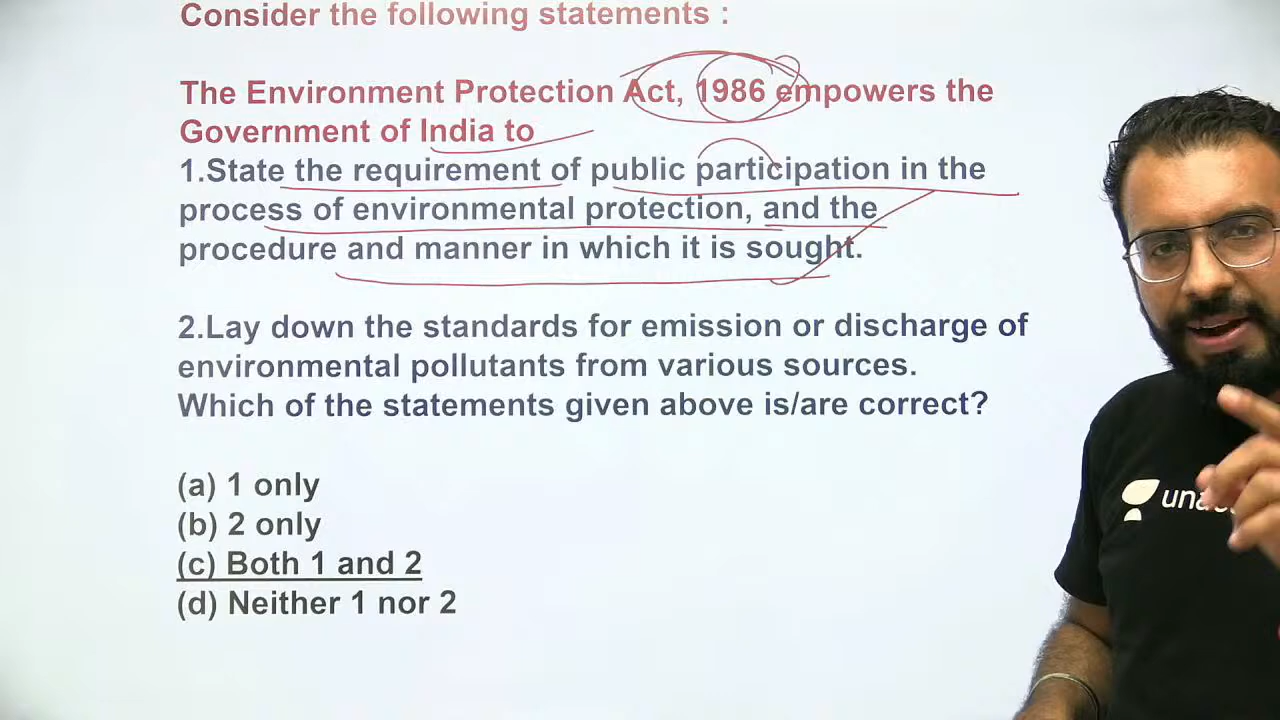 Consider the following statements :
The Environment Protection Act, 1986 empowers the
Government of India to
1.State the requirement of public participation in the
process of environmental protection, and the
procedure and manner in which it is sought.
2.Lay down the standards for emission or discharge of
environmental pollutants from various sources.
Which of the statements given above is/are correct?
(a) 1 only
(b) 2 only
(c) Both 1 and 2
(d) Neither 1 nor 2